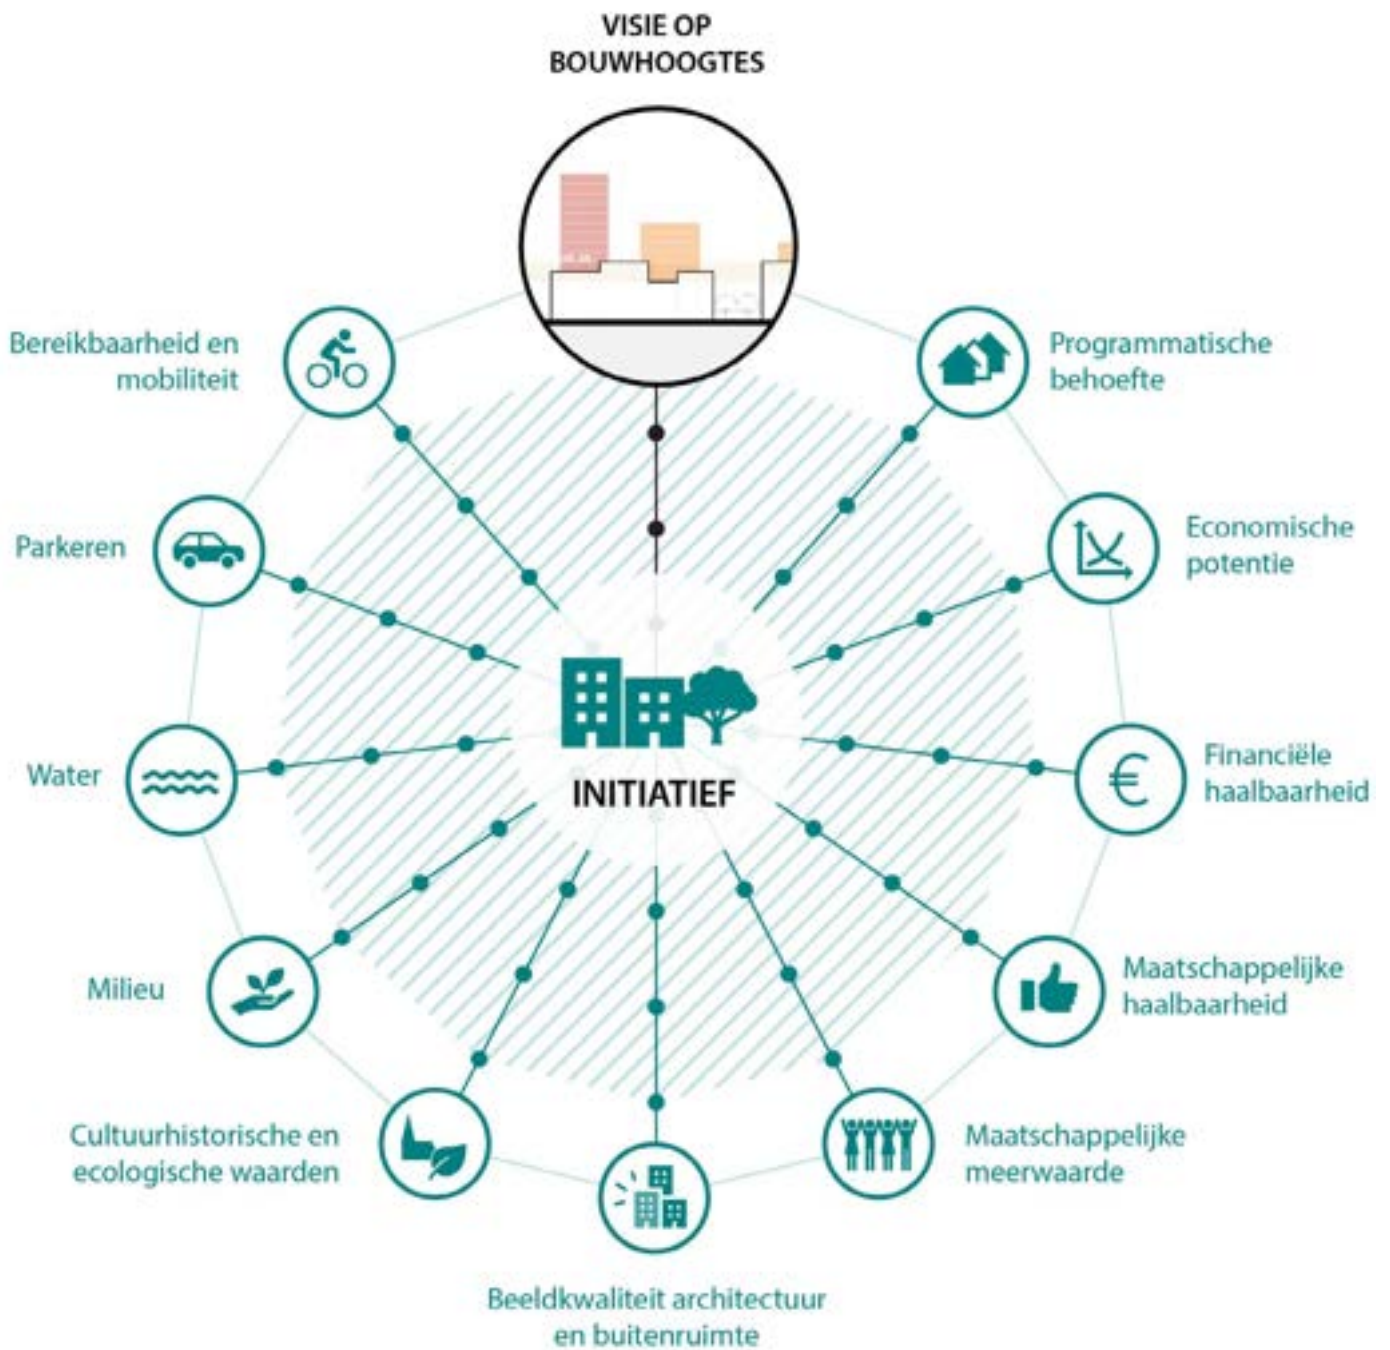 VISIE OP
BOUWHOOGTES
Bereikbaarheid en
mobiliteit
Programmatische
behoefte
Parkeren
Economische
potentie
Water
Financiële
haalbaarheid
INITIATIEF
Milieu
Maatschappelijke
haalbaarheid
Cultuurhistorische en
ecologische waarden
Maatschappelijke
meerwaarde
Beeldkwaliteit architectuur
en buitenruimte